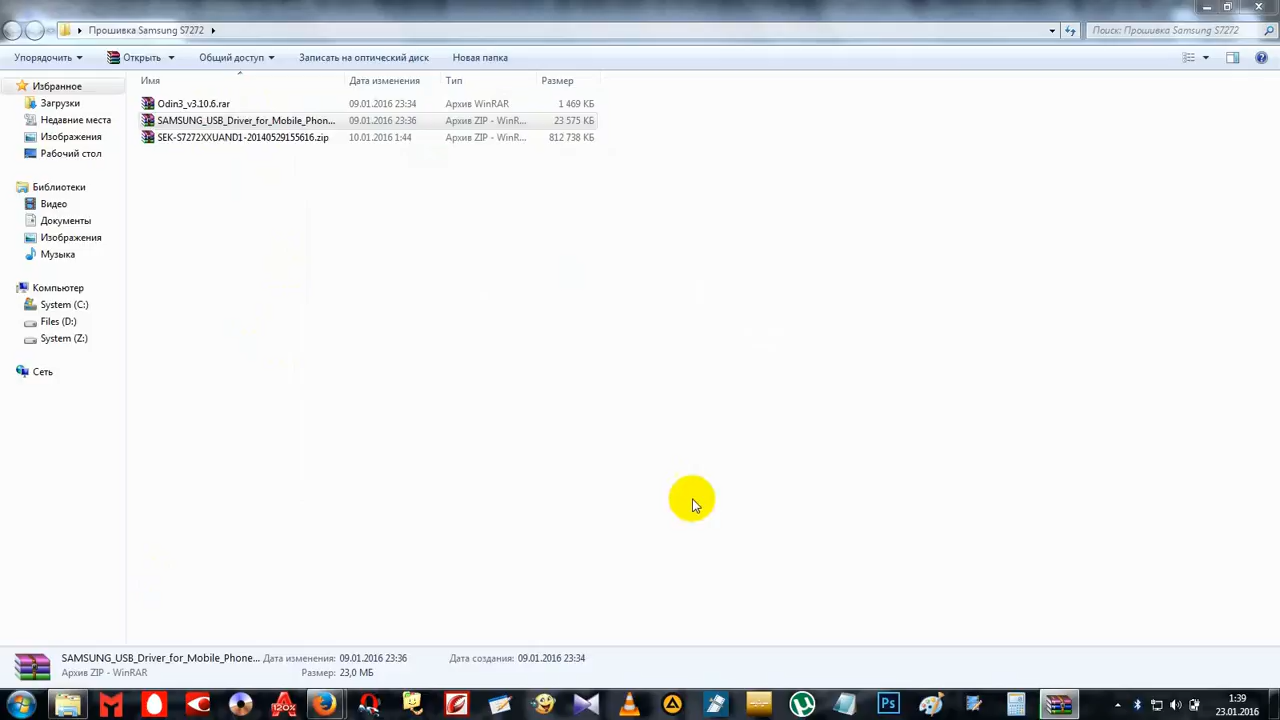 Прошивка Samsung S7272
Поиск: Прошивка Samsung S7272
Упорядочить
Открыть
Общий доступ
Записать на оптический диск
Новая папка
Имя
Дата изменения
Тип
Размер
Odin3_v3.10.6.rar
09.01.2016 23:34
Архив WinRAR
1 469 КБ
SAMSUNG_USB_Driver_for_Mobile_Phon...
09.01.2016 23:36
Архив ZIP - WinR...
23 575 КБ
SEK-S7272XXUAND1-20140529155616.zip
10.01.2016 1:44
Архив ZIP - WinR...
812 738 КБ
Избранное
Загрузки
Недавние места
Изображения
Рабочий стол
Библиотеки
Видео
Документы
Изображения
Музыка
Компьютер
System (C:)
Files (D:)
System (Z:)
Сеть
SAMSUNG_USB_Driver_for_Mobile_Phone...
Дата изменения: 09.01.2016 23:36
Дата создания: 09.01.2016 23:34
Архив ZIP - WinRAR
Размер: 23,0 МБ
120%
Ps
1:39
23.01.2016